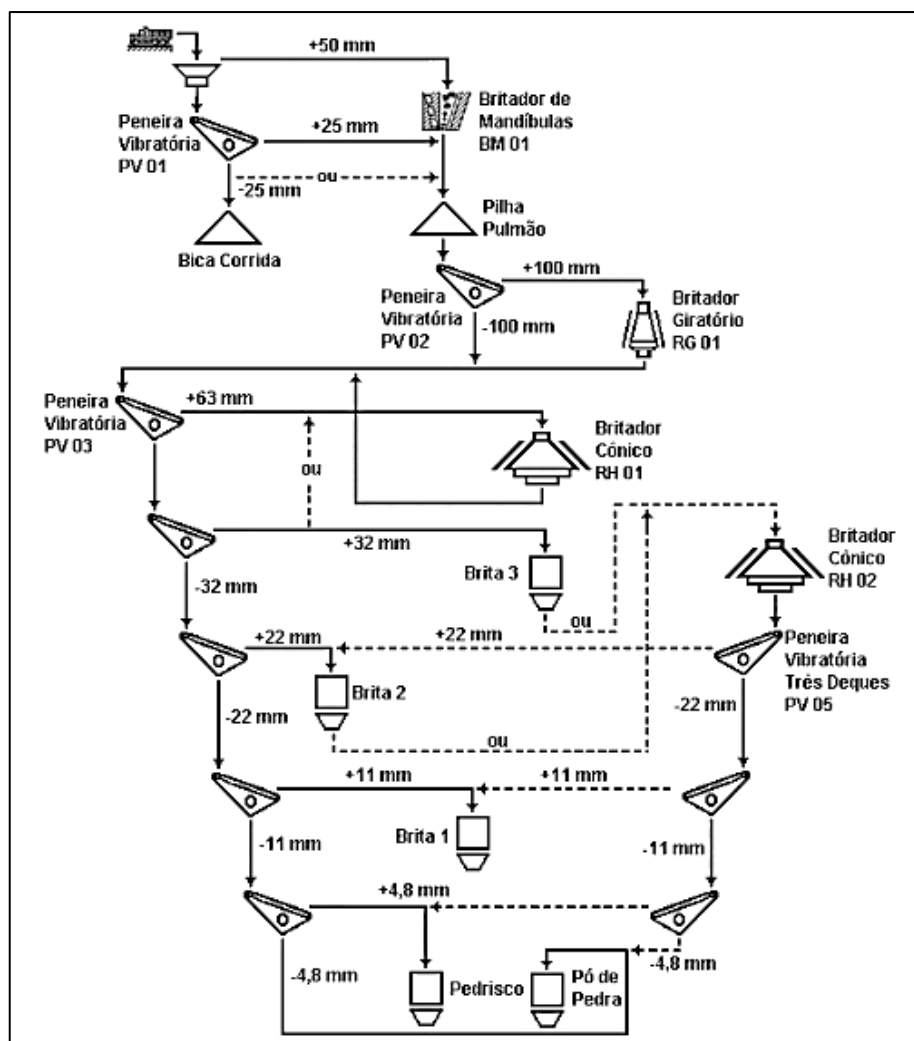 +50 mm
Britador de
Mandíbulas
BM 01
Peneira
Vibratória
PV 01
+25 mm
ou
-25 mm
Bica Corrida
Pilha
Pulmão
+100 mm
Peneira
Vibratória
PV 02
-100 mm
Britador
Giratório
RG 01
Peneira
Vibratória
PV 03
+63 mm
ou
Britador
Cônico
RH 01
+32 mm
Brita 3
ou
Britador
Cônico
RH 02
-32 mm
+22 mm
+22 mm
Peneira
Vibratória
Três Deques
PV 05
Brita 2
-22 mm
ou
-22 mm
+11 mm
+11 mm
Brita 1
-11 mm
-11 mm
+4,8 mm
-4,8 mm
Pedrisco
Pó de
Pedra
-4,8 mm